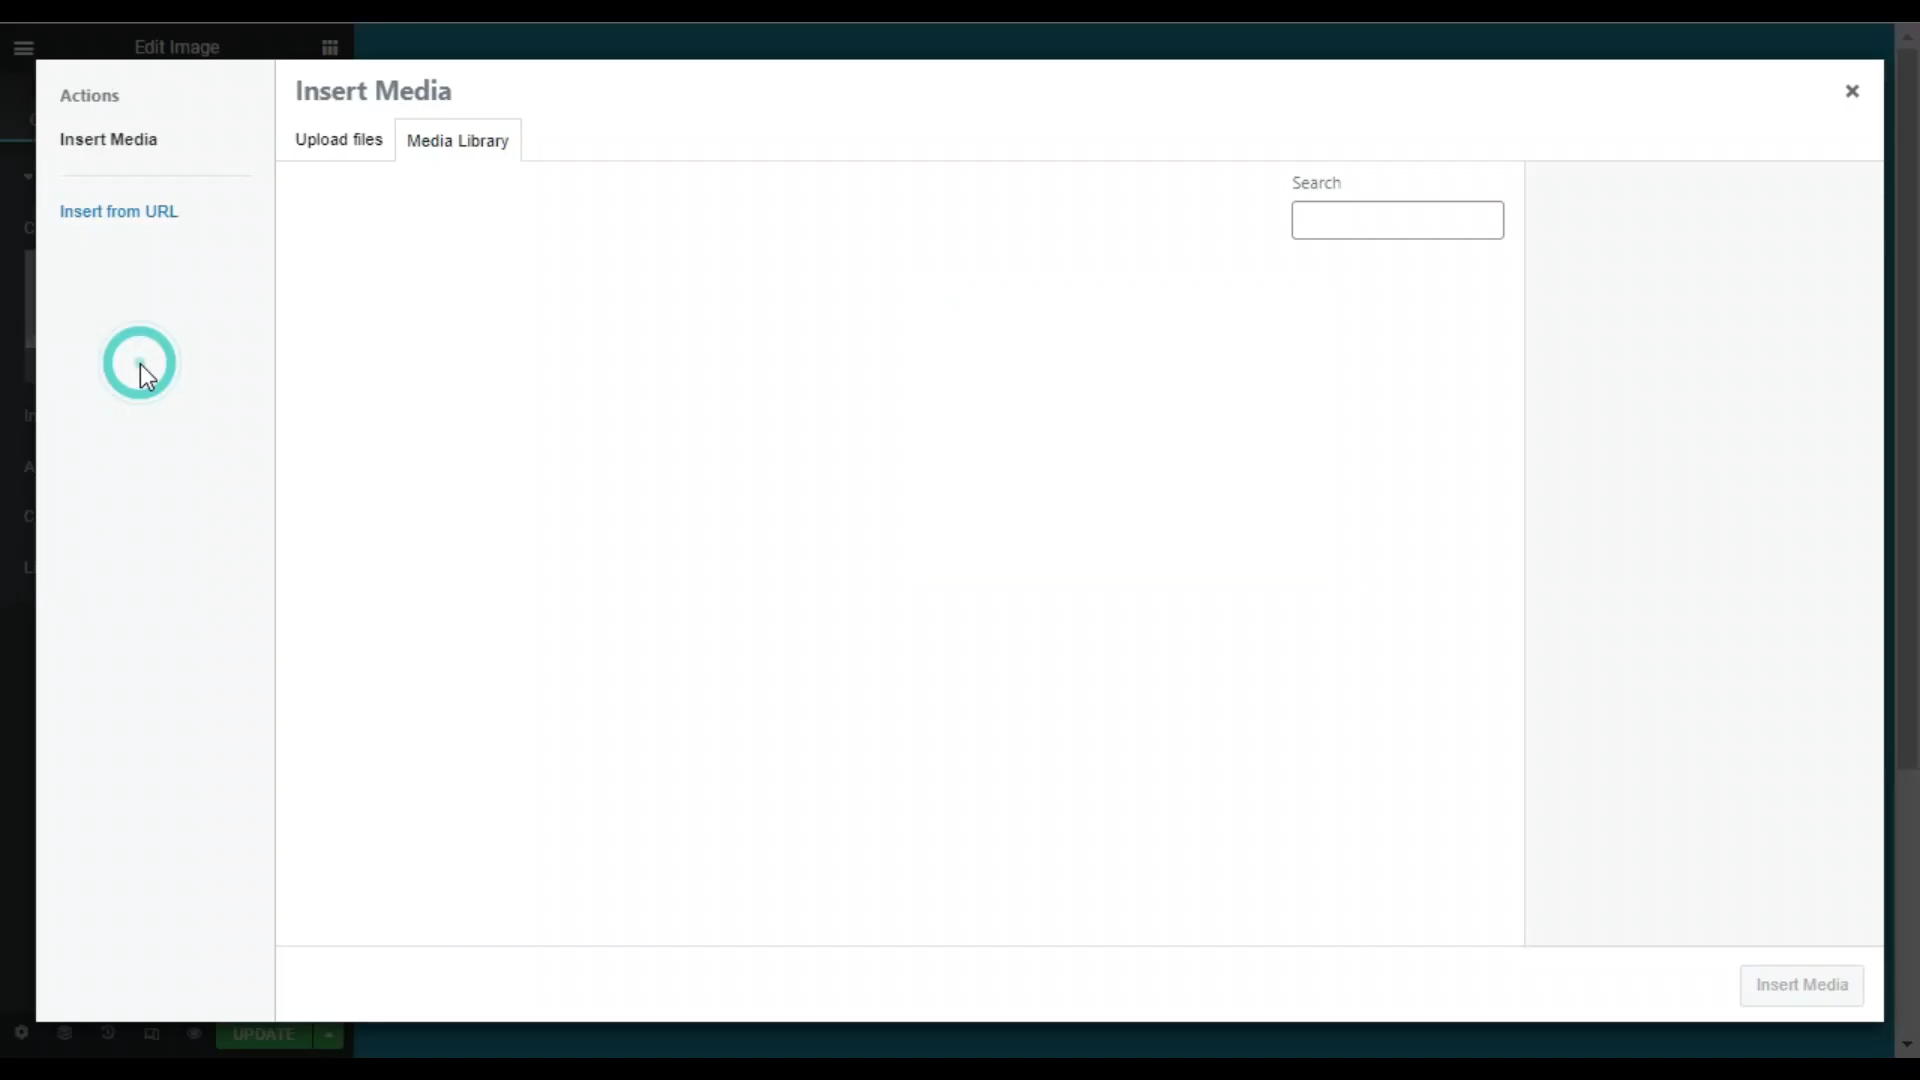 Edit Image
Actions
Insert Media
Insert from URL
Insert Media
Upload files
Media Library
Search
Insert Media
UPDATE